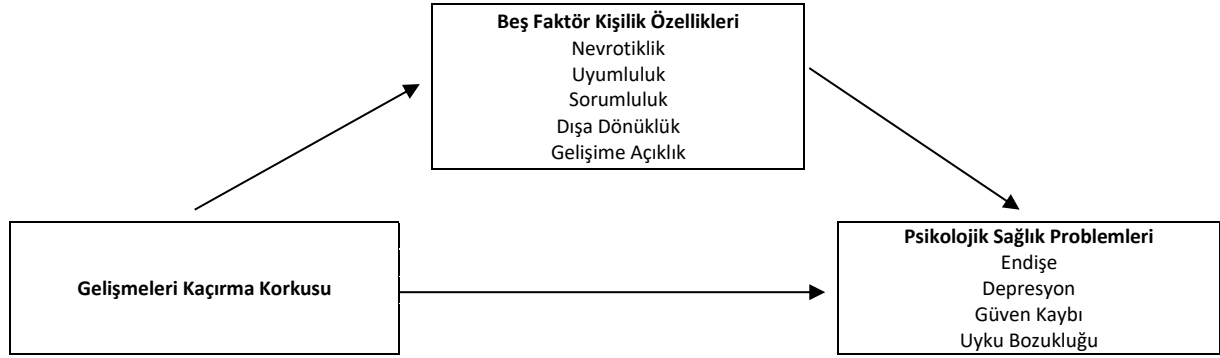 Beş Faktör Kişilik Özellikleri
Nevrotiklik
Uyumluluk
Sorumluluk
Dışa Dönüklük
Gelişime Açıklık
Gelişmeleri Kaçırma Korkusu
Psikolojik Sağlık Problemleri
Endişe
Depresyon
Güven Kaybı
Uyku Bozukluğu